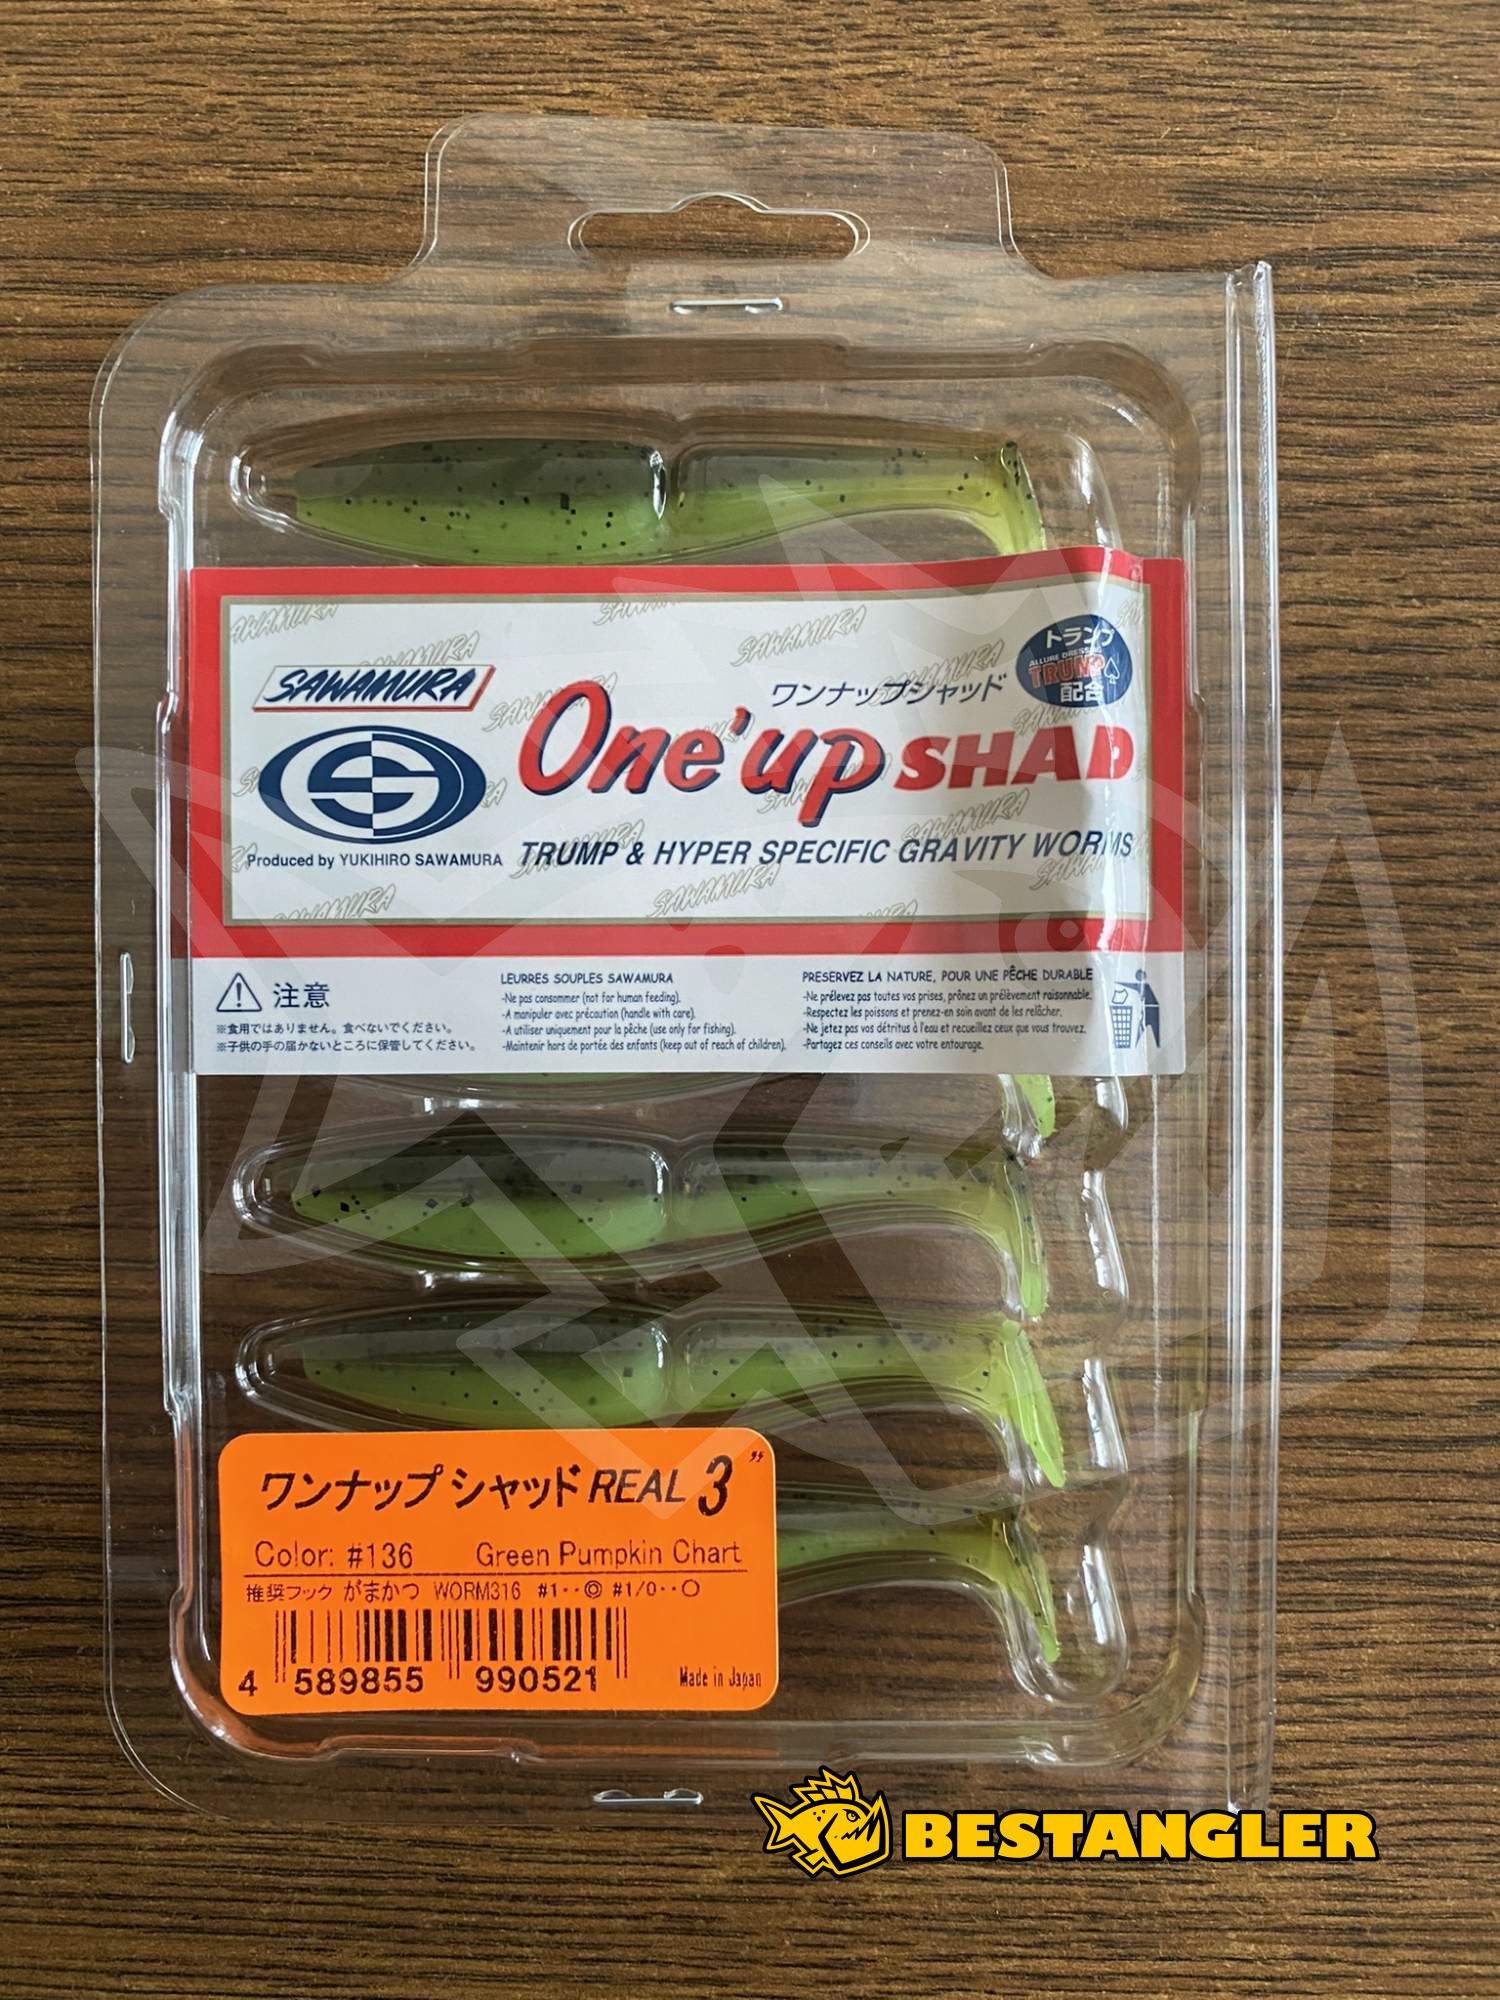 SAWAMURA
ワンナップシャッド
トランプ
ALLURE DRESSING
TRUMP
配合
One'up SHAD
Produced by YUKIHIRO SAWAMURA
TRUMP & HYPER SPECIFIC GRAVITY WORMS
注意
※食用ではありません。食べないでください。
※子供の手の届かないところに保管してください。
LEURRES SOUPLES SAWAMURA
-Ne pas consommer (not for human feeding).
-A manipuler avec précaution (handle with care).
-A utiliser uniquement pour la pêche (use only for fishing).
-Maintenir hors de portée des enfants (keep out of reach of children).
PRESERVEZ LA NATURE, POUR UNE PÊCHE DURABLE
-Ne prélevez pas toutes vos prises, prônez un prélèvement raisonnable.
-Respectez les poissons et prenez-en soin avant de les relâcher.
-Ne jetez pas vos détritus à l'eau et recueillez ceux que vous trouvez.
-Partagez ces conseils avec votre entourage.
ワンナップシャッド REAL 3
Color: #136 Green Pumpkin Chart
推奨フック がまかつ WORM316 #1･･◎ #1/0･･○
4 589855 990521
Made in Japan
BESTANGLER